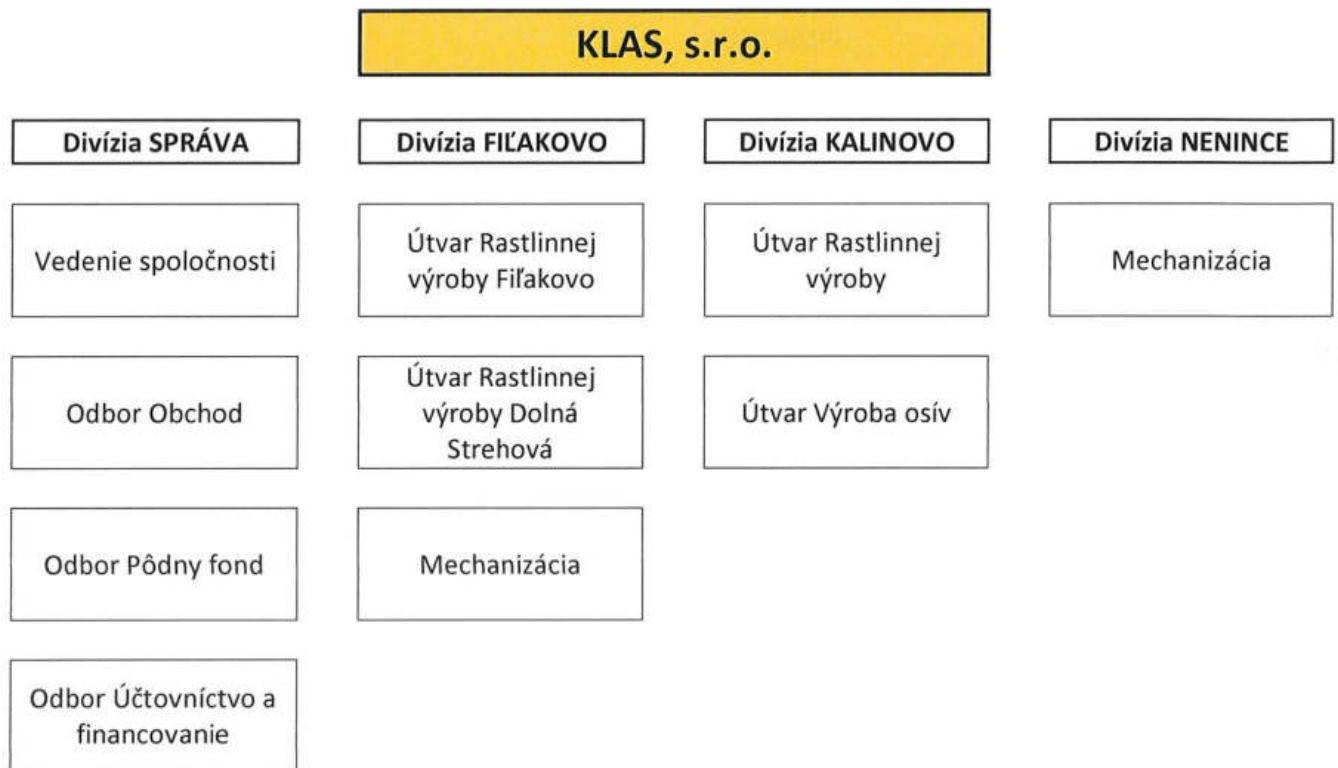 KLAS, s.r.o.
Divízia SPRÁVA
Vedenie spoločnosti
Odbor Obchod
Odbor Pôdny fond
Odbor Účtovníctvo a
financovanie
Divízia FIĽAKOVO
Útvar Rastlinnej
výroby Fiľakovo
Útvar Rastlinnej
výroby Dolná
Strehová
Mechanizácia
Divízia KALINOVO
Útvar Rastlinnej
výroby
Útvar Výroba osív
Divízia NENINCE
Mechanizácia